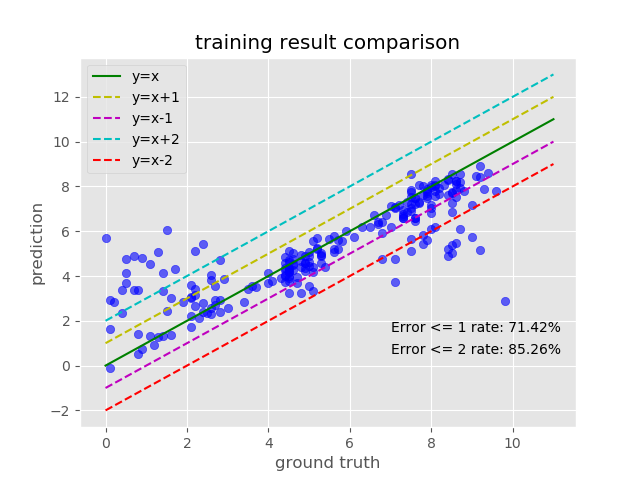 training result comparison
y=x
y=x+1
y=x-1
y=x+2
y=x-2
12
10
8
6
4
2
0
−2
prediction
Error <= 1 rate: 71.42%
Error <= 2 rate: 85.26%
0 2 4 6 8 10
ground truth